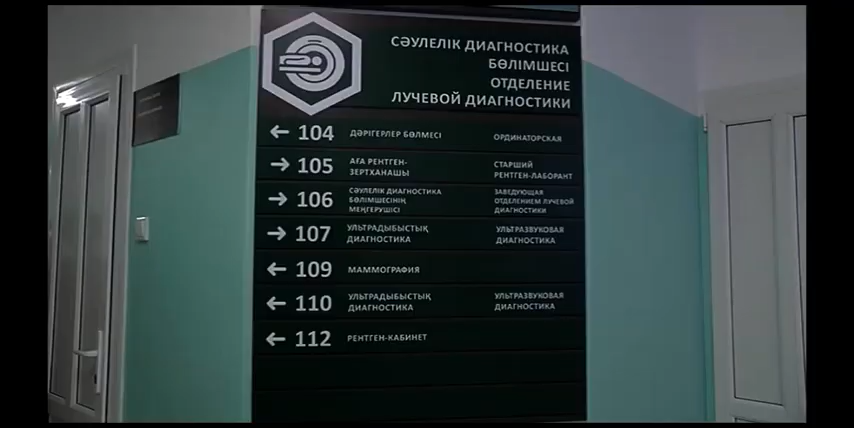 СӘУЛЕЛІК ДИАГНОСТИКА
БӨЛІМШЕСІ
ОТДЕЛЕНИЕ
ЛУЧЕВОЙ ДИАГНОСТИКИ
← 104 ДӘРІГЕРЛЕР БӨЛМЕСІ ОРДИНАТОРСКАЯ
→ 105 АҒА РЕНТГЕН-
ЗЕРТХАНАШЫ
СТАРШИЙ
РЕНТГЕН-ЛАБОРАНТ
→ 106 СӘУЛЕЛІК ДИАГНОСТИКА
БӨЛІМШЕСІНІҢ
МЕҢГЕРУШІСІ
ЗАВЕДУЮЩАЯ
ОТДЕЛЕНИЕМ ЛУЧЕВОЙ
ДИАГНОСТИКИ
→ 107 УЛЬТРАДЫБЫСТЫҚ
ДИАГНОСТИКА
УЛЬТРАЗВУКОВАЯ
ДИАГНОСТИКА
← 109 МАММОГРАФИЯ
← 110 УЛЬТРАДЫБЫСТЫҚ
ДИАГНОСТИКА
УЛЬТРАЗВУКОВАЯ
ДИАГНОСТИКА
← 112 РЕНТГЕН-КАБИНЕТ